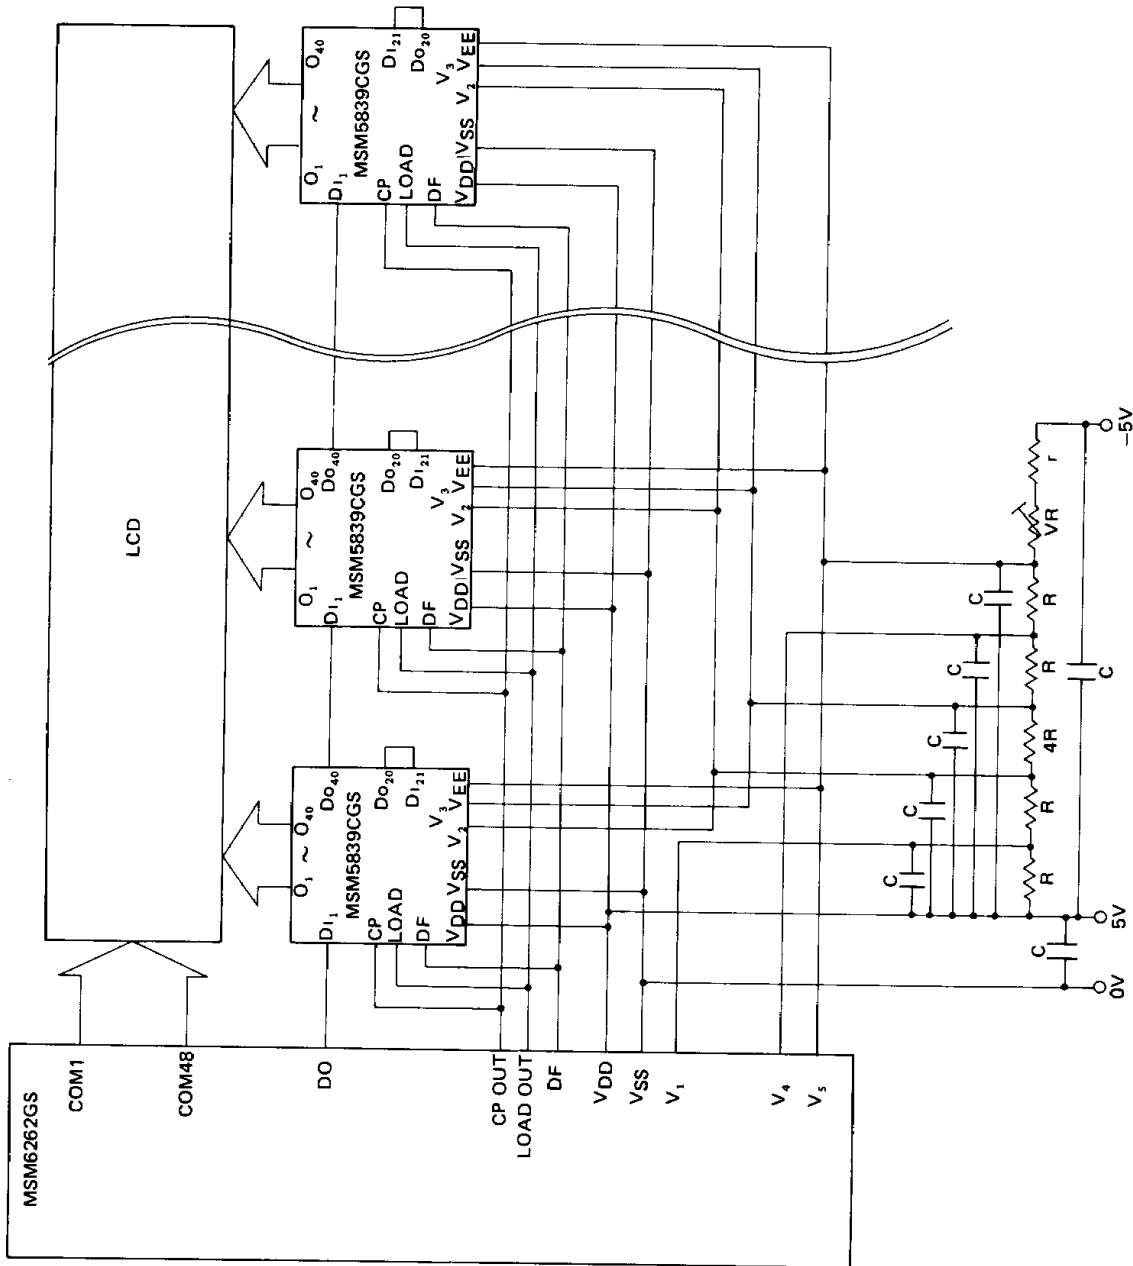 MSM6262GS
COM1
COM48
DO
CP OUT
LOAD OUT
DF
VDD
VSS
V1
V4
V5
LCD
O1 ~ O40
DI1
DO40
MSM5839CGS
CP
LOAD
DF
DO20
DI21
VDD VSS
V2
V3
VEE
O1 ~ O40
DI1
DO40
MSM5839CGS
CP
LOAD
DF
DO20
DI21
VDD VSS
V2
V3
VEE
O1 ~ O40
DI1
MSM5839CGS
CP
LOAD
DF
DI21
DO20
VDD VSS
V2
V3
VEE
C
C
C
C
C
R
R
4R
R
R
VR
r
C
C
0V
5V
−5V